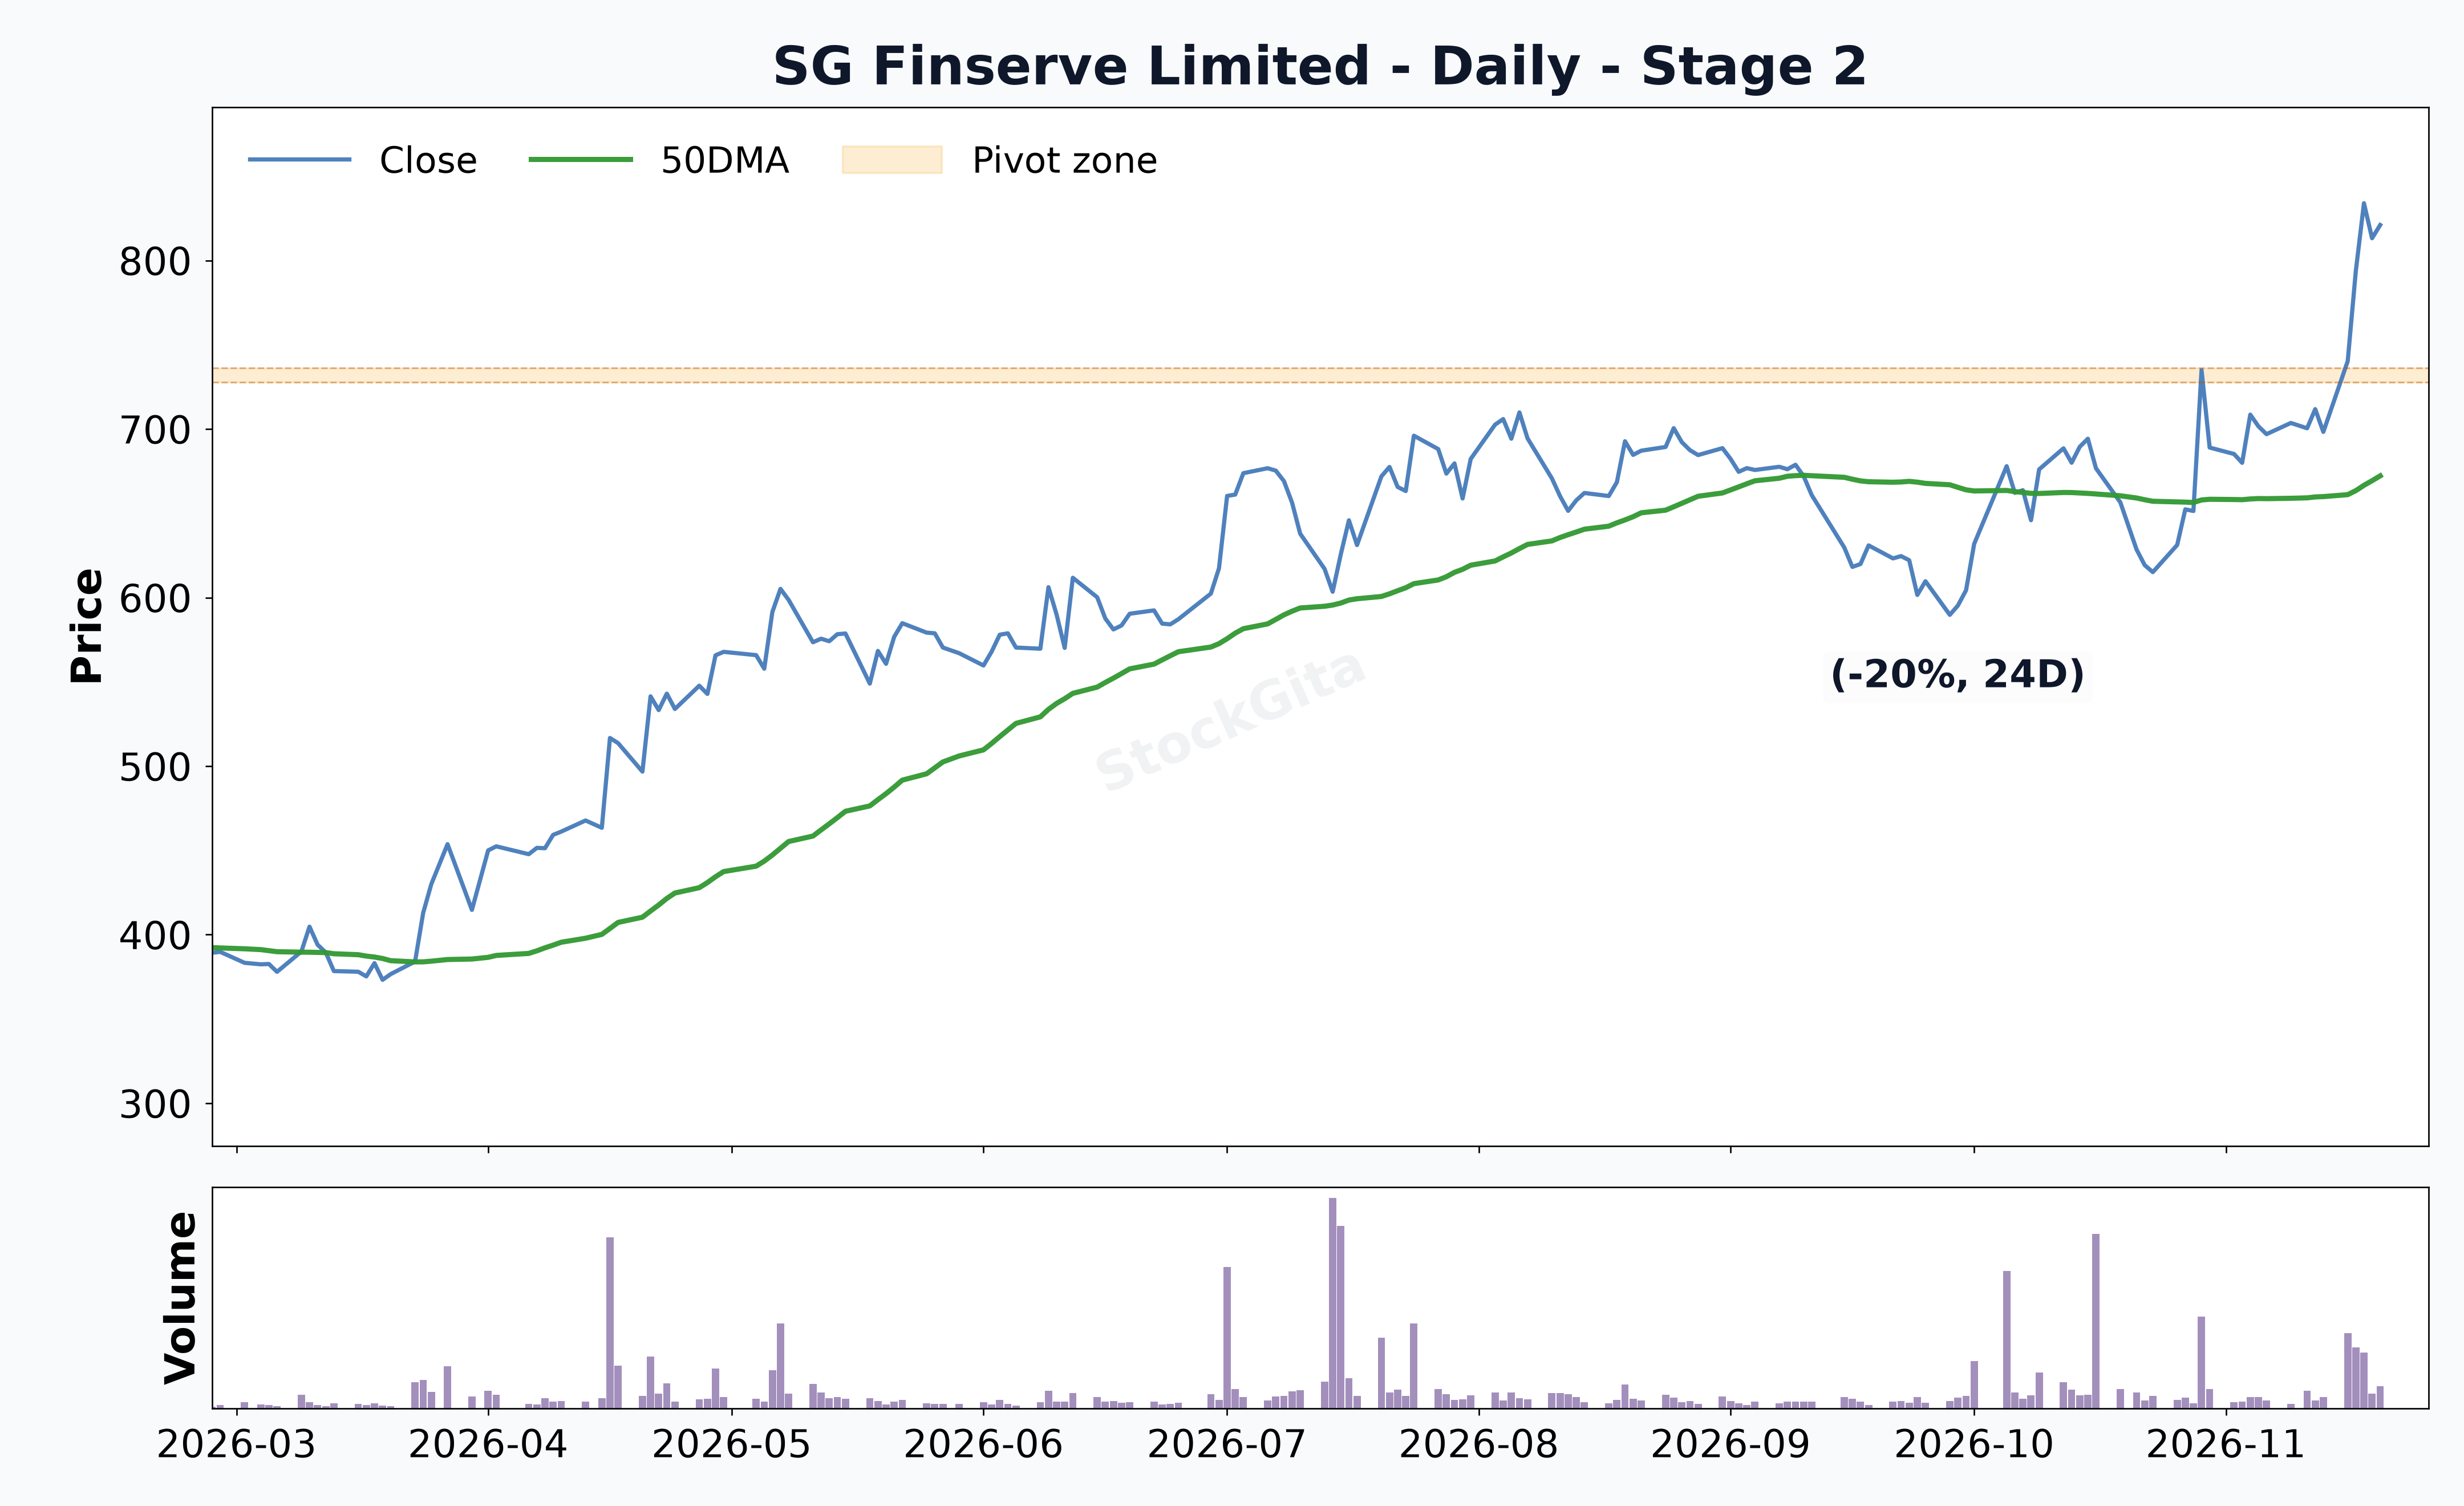 SG Finserve Limited - Daily - Stage 2
Close 50DMA Pivot zone
800
700
600
500
400
300
Price
(-20%, 24D)
StockGita
Volume
2026-03 2026-04 2026-05 2026-06 2026-07 2026-08 2026-09 2026-10 2026-11